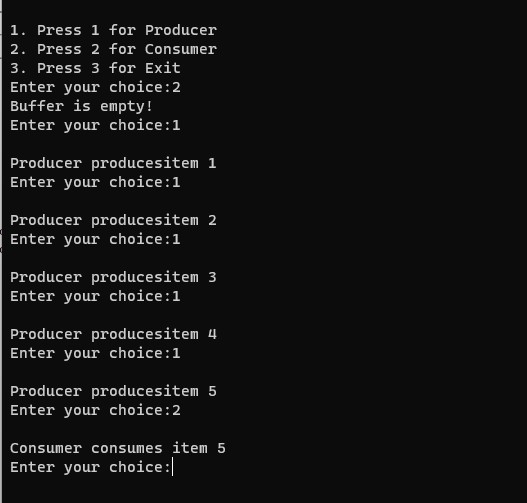 1. Press 1 for Producer
2. Press 2 for Consumer
3. Press 3 for Exit
Enter your choice:2
Buffer is empty!
Enter your choice:1
Producer producesitem 1
Enter your choice:1
Producer producesitem 2
Enter your choice:1
Producer producesitem 3
Enter your choice:1
Producer producesitem 4
Enter your choice:1
Producer producesitem 5
Enter your choice:2
Consumer consumes item 5
Enter your choice: